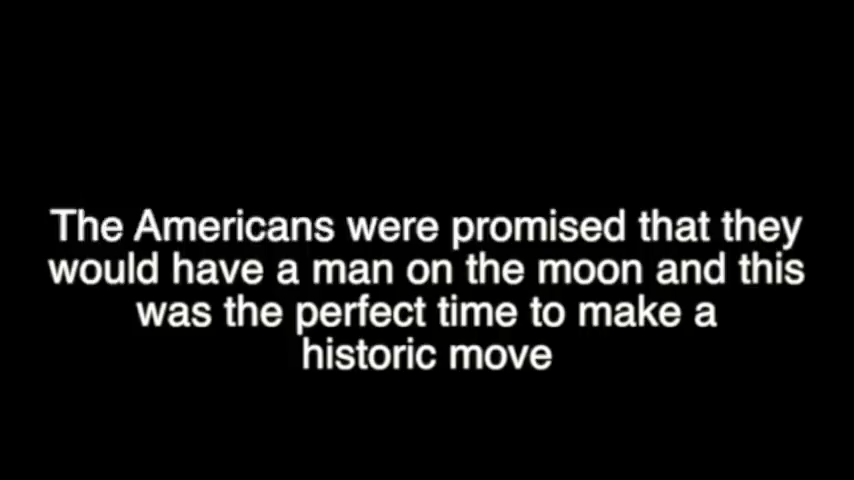 The Americans were promised that they
would have a man on the moon and this
was the perfect time to make a
historic move